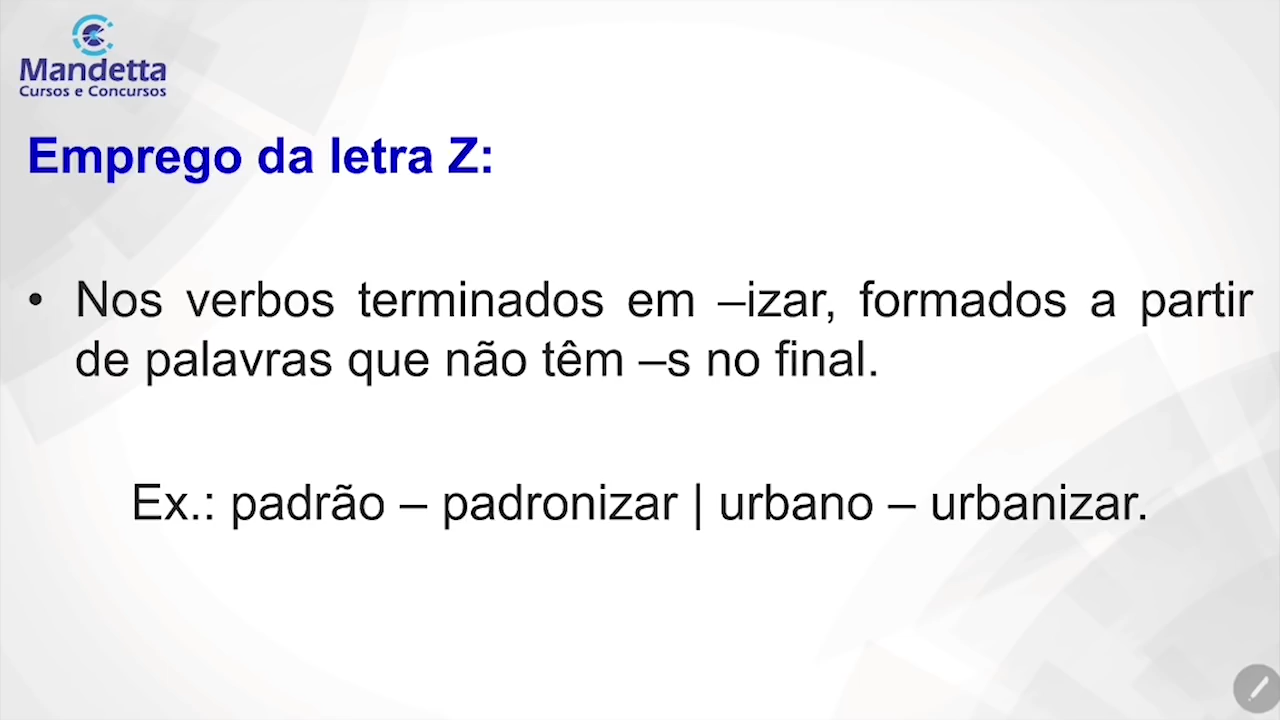 Mandetta
Cursos e Concursos
Emprego da letra Z:
• Nos verbos terminados em –izar, formados a partir
de palavras que não têm –s no final.
Ex.: padrão – padronizar | urbano – urbanizar.